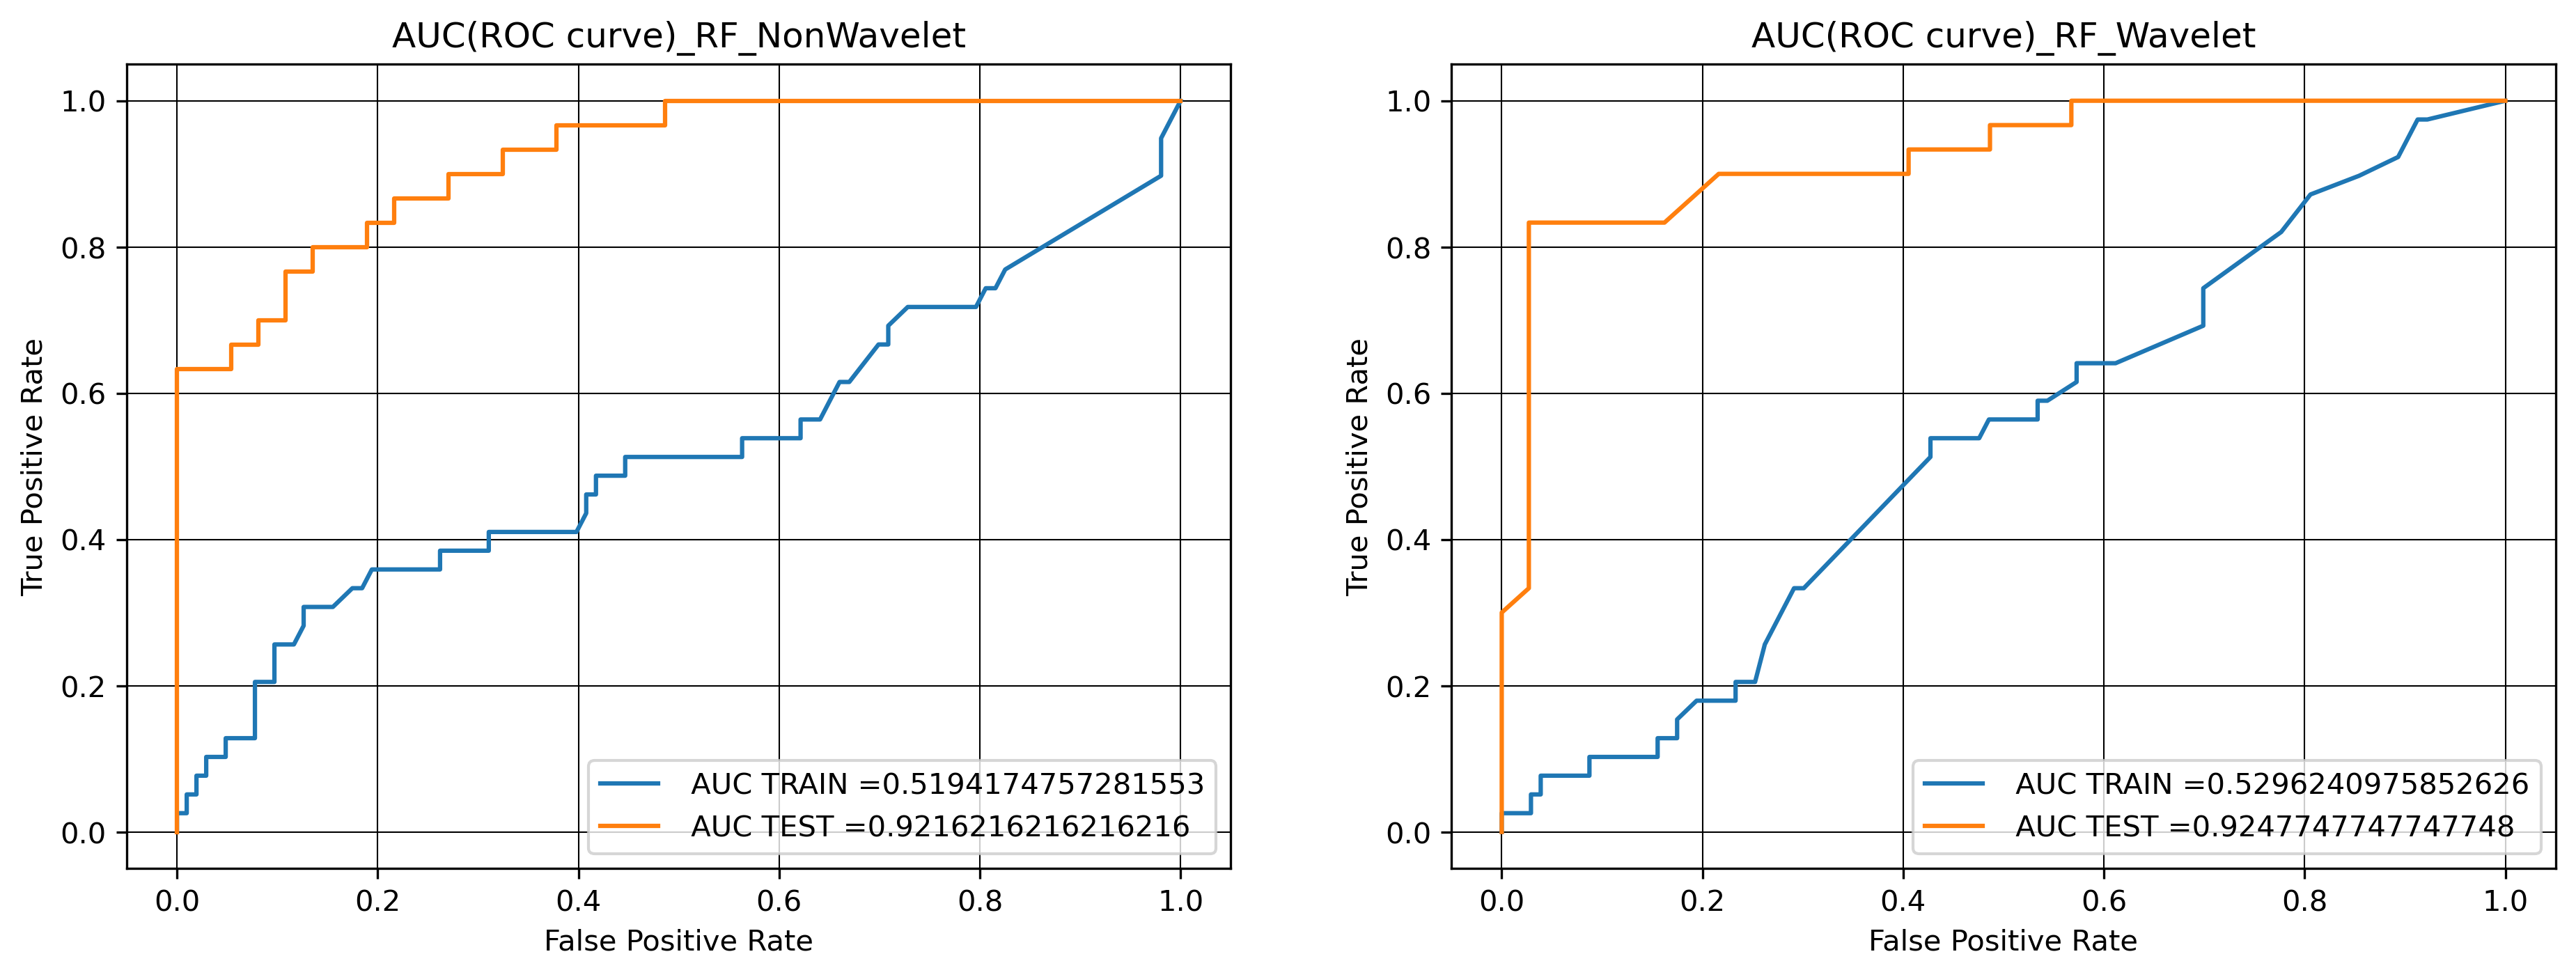 AUC(ROC curve)_RF_NonWavelet
1.0
0.8
0.6
0.4
0.2
0.0
True Positive Rate
AUC TRAIN =0.5194174757281553
AUC TEST =0.9216216216216216
0.0 0.2 0.4 0.6 0.8 1.0
False Positive Rate
AUC(ROC curve)_RF_Wavelet
1.0
0.8
0.6
0.4
0.2
0.0
True Positive Rate
AUC TRAIN =0.5296240975852626
AUC TEST =0.9247747747747748
0.0 0.2 0.4 0.6 0.8 1.0
False Positive Rate